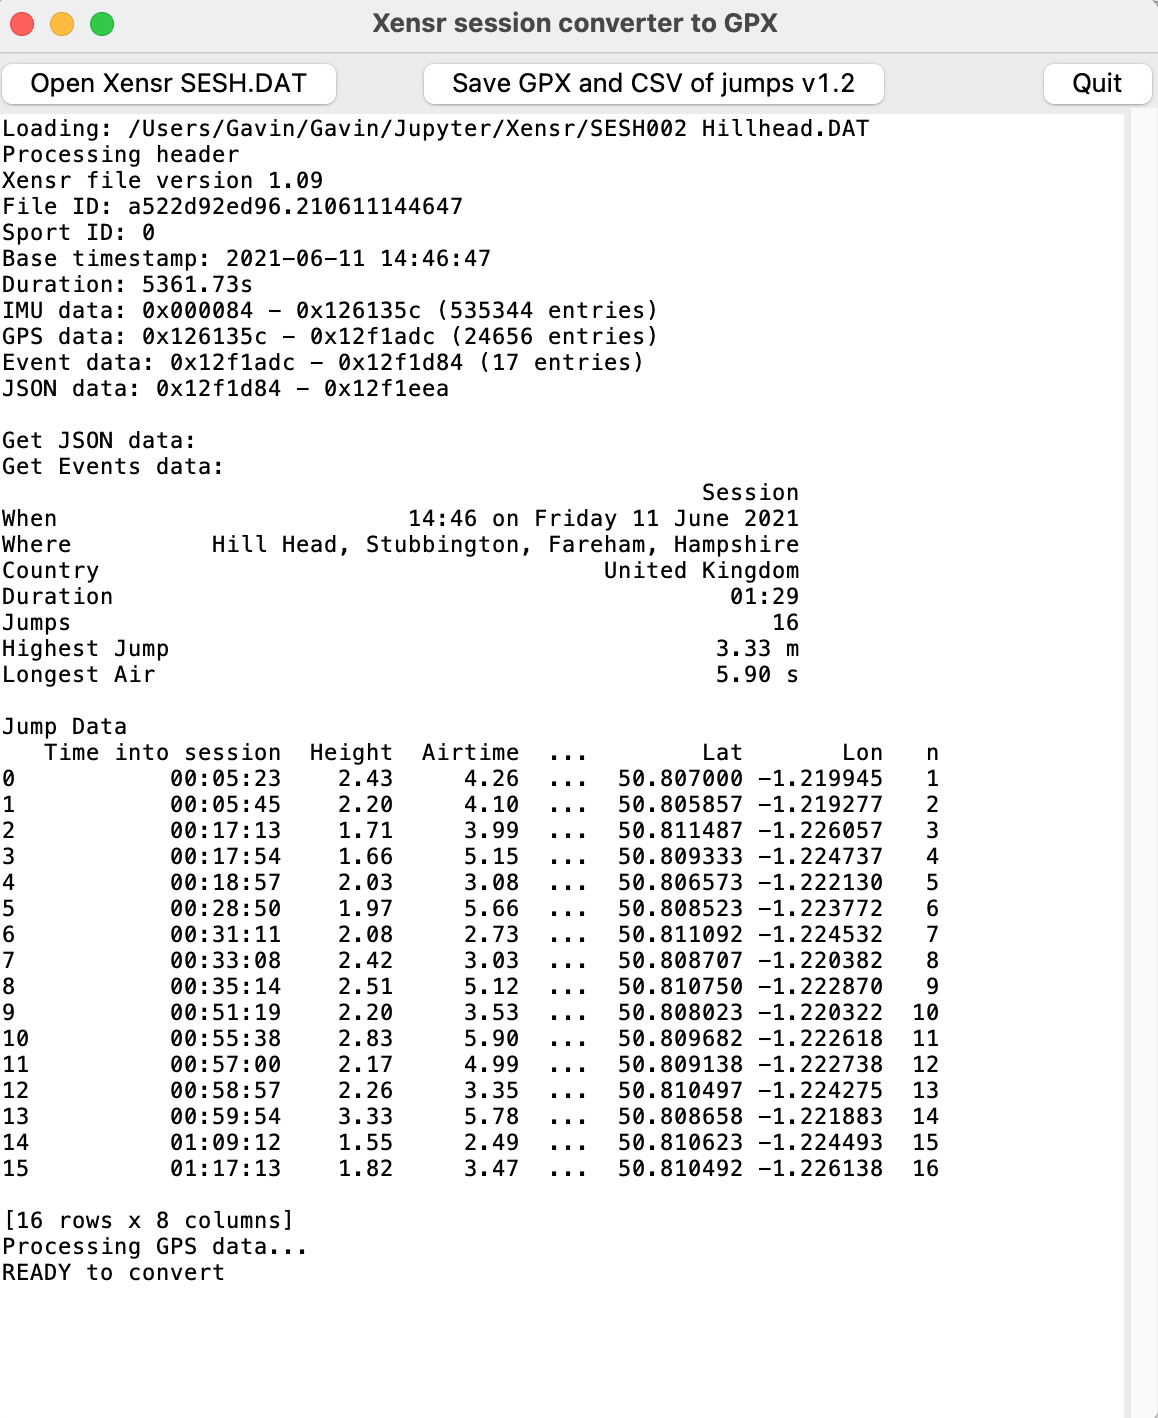 Xensr session converter to GPX
Open Xensr SESH.DAT Save GPX and CSV of jumps v1.2 Quit
Loading: /Users/Gavin/Gavin/Jupyter/Xensr/SESH002 Hillhead.DAT
Processing header
Xensr file version 1.09
File ID: a522d92ed96.210611144647
Sport ID: 0
Base timestamp: 2021-06-11 14:46:47
Duration: 5361.73s
IMU data: 0x000084 - 0x126135c (535344 entries)
GPS data: 0x126135c - 0x12f1adc (24656 entries)
Event data: 0x12f1adc - 0x12f1d84 (17 entries)
JSON data: 0x12f1d84 - 0x12f1eea
Get JSON data:
Get Events data:
Session
When 14:46 on Friday 11 June 2021
Where Hill Head, Stubbington, Fareham, Hampshire
Country United Kingdom
Duration 01:29
Jumps 16
Highest Jump 3.33 m
Longest Air 5.90 s
Jump Data
Time into session Height Airtime ... Lat Lon n
0 00:05:23 2.43 4.26 ... 50.807000 -1.219945 1
1 00:05:45 2.20 4.10 ... 50.805857 -1.219277 2
2 00:17:13 1.71 3.99 ... 50.811487 -1.226057 3
3 00:17:54 1.66 5.15 ... 50.809333 -1.224737 4
4 00:18:57 2.03 3.08 ... 50.806573 -1.222130 5
5 00:28:50 1.97 5.66 ... 50.808523 -1.223772 6
6 00:31:11 2.08 2.73 ... 50.811092 -1.224532 7
7 00:33:08 2.42 3.03 ... 50.808707 -1.220382 8
8 00:35:14 2.51 5.12 ... 50.810750 -1.222870 9
9 00:51:19 2.20 3.53 ... 50.808023 -1.220322 10
10 00:55:38 2.83 5.90 ... 50.809682 -1.222618 11
11 00:57:00 2.17 4.99 ... 50.809138 -1.222738 12
12 00:58:57 2.26 3.35 ... 50.810497 -1.224275 13
13 00:59:54 3.33 5.78 ... 50.808658 -1.221883 14
14 01:09:12 1.55 2.49 ... 50.810623 -1.224493 15
15 01:17:13 1.82 3.47 ... 50.810492 -1.226138 16
[16 rows x 8 columns]
Processing GPS data...
READY to convert